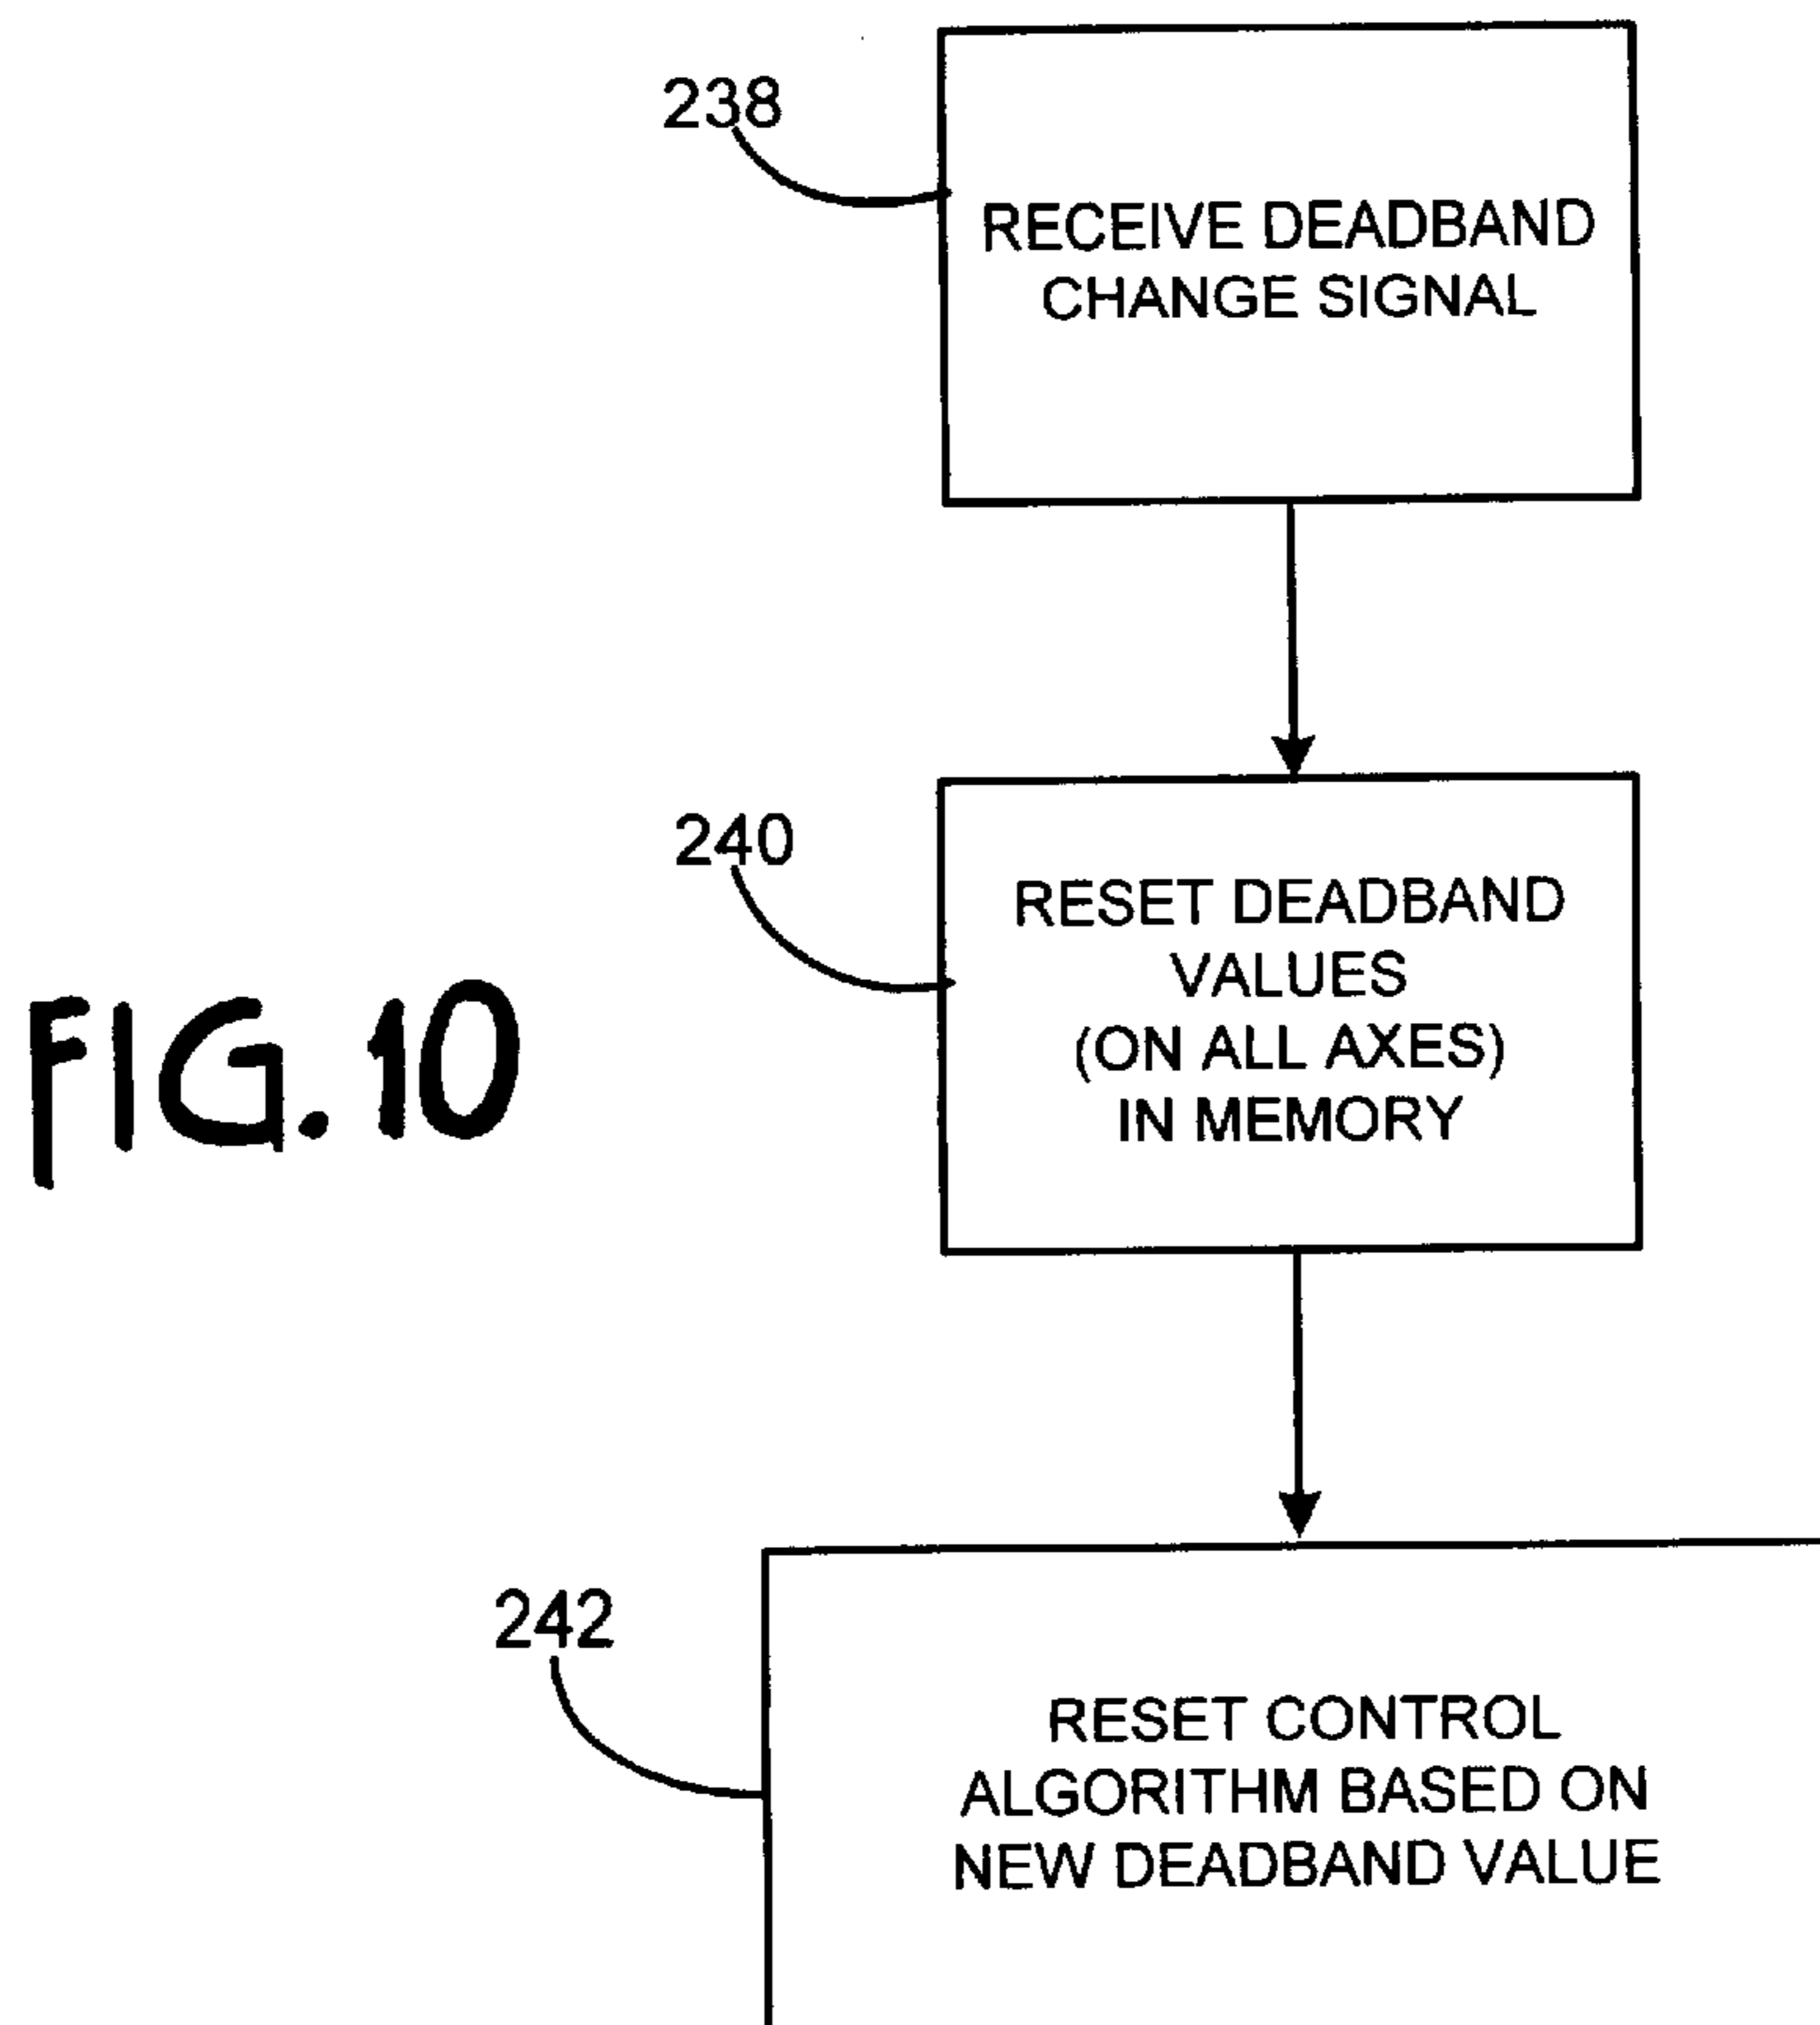 238
RECEIVE DEADBAND
CHANGE SIGNAL
240
RESET DEADBAND
VALUES
(ON ALL AXES)
IN MEMORY
FIG. 10
242
RESET CONTROL
ALGORITHM BASED ON
NEW DEADBAND VALUE